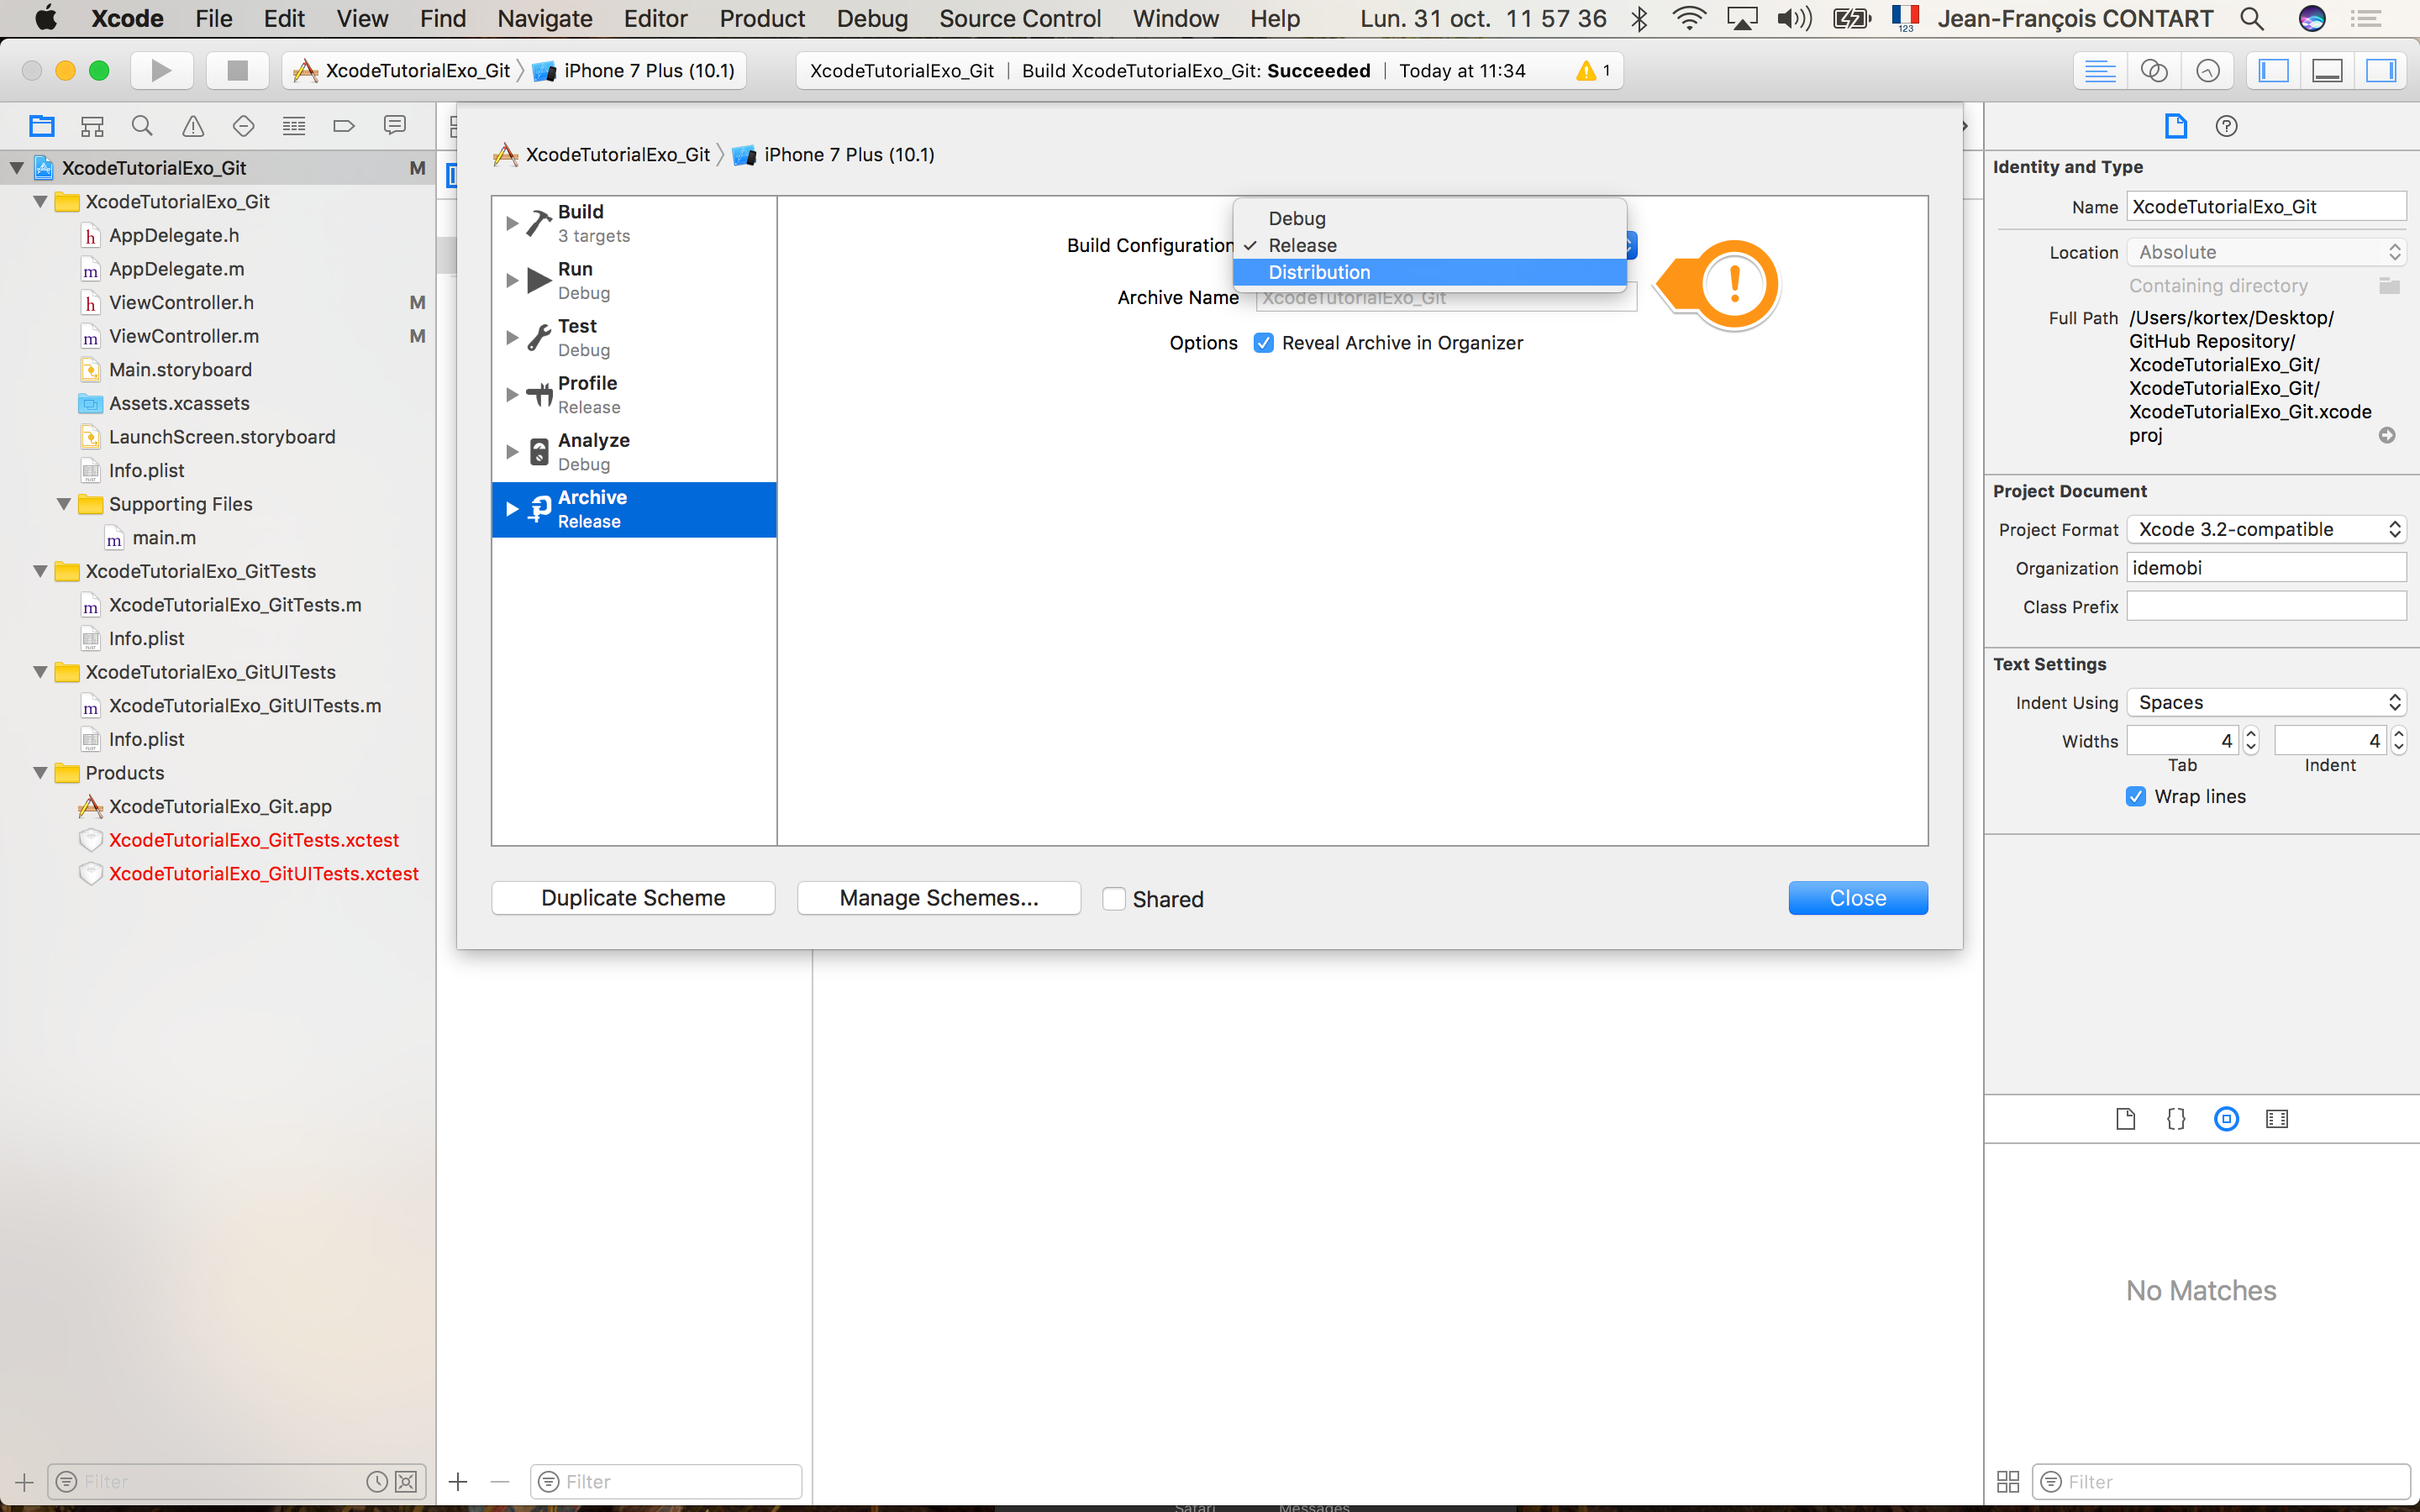 Xcode File Edit View Find Navigate Editor Product Debug Source Control Window Help Lun. 31 oct. 11 57 36 123 Jean-François CONTART
XcodeTutorialExo_Git iPhone 7 Plus (10.1) XcodeTutorialExo_Git Build XcodeTutorialExo_Git: Succeeded Today at 11:34 1
XcodeTutorialExo_Git M
XcodeTutorialExo_Git
h AppDelegate.h
m AppDelegate.m
h ViewController.h M
m ViewController.m M
Main.storyboard
Assets.xcassets
LaunchScreen.storyboard
Info.plist
Supporting Files
m main.m
XcodeTutorialExo_GitTests
m XcodeTutorialExo_GitTests.m
Info.plist
XcodeTutorialExo_GitUITests
m XcodeTutorialExo_GitUITests.m
Info.plist
Products
XcodeTutorialExo_Git.app
XcodeTutorialExo_GitTests.xctest
XcodeTutorialExo_GitUITests.xctest
Filter
XcodeTutorialExo_Git iPhone 7 Plus (10.1)
Build
3 targets
Run
Debug
Test
Debug
Profile
Release
Analyze
Debug
Archive
Release
Build Configuration
Debug
✓ Release
Distribution
!
Archive Name XcodeTutorialExo_Git
Options Reveal Archive in Organizer
Duplicate Scheme Manage Schemes... Shared Close
Filter
Identity and Type
Name XcodeTutorialExo_Git
Location Absolute
Containing directory
Full Path /Users/kortex/Desktop/
GitHub Repository/
XcodeTutorialExo_Git/
XcodeTutorialExo_Git/
XcodeTutorialExo_Git.xcode
proj
Project Document
Project Format Xcode 3.2-compatible
Organization idemobi
Class Prefix
Text Settings
Indent Using Spaces
Widths 4 4
Tab Indent
Wrap lines
{}
No Matches
Filter
Safari Messages